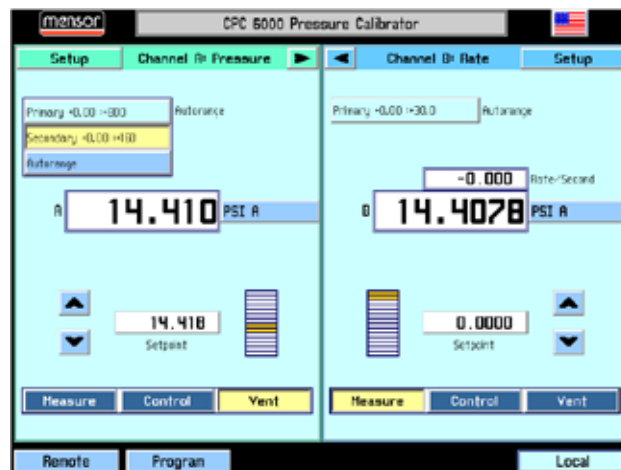 mensor
CPC 6000 Pressure Calibrator
Setup
Channel A: Pressure
Channel B: Rate
Setup
Primary +0.00 :+800
Autorange
Secondary +0.00 :+160
Autorange
Primary +0.00 :+30.0
Autorange
-0.000 Rate/Second
A 14.410 PSI A
B 14.4078 PSI A
14.418
Setpoint
0.0000
Setpoint
Measure
Control
Vent
Measure
Control
Vent
Remote
Program
Local